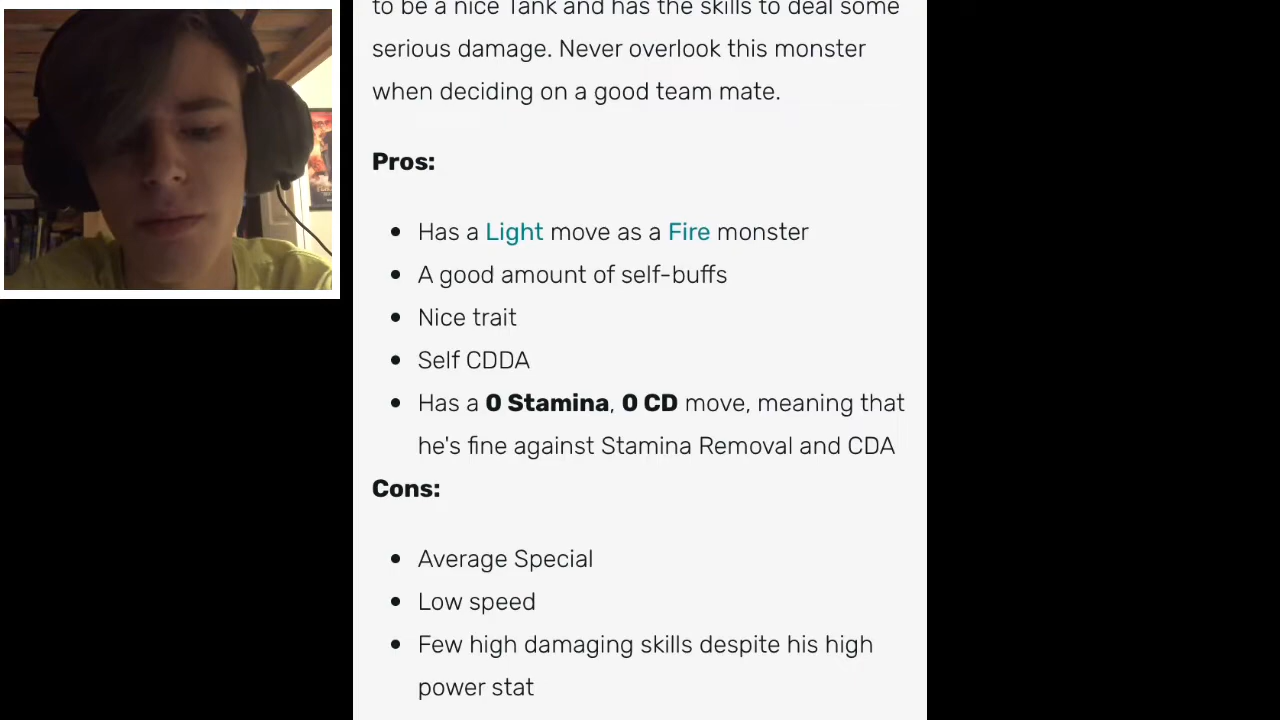 to be a nice Tank and has the skills to deal some
serious damage. Never overlook this monster
when deciding on a good team mate.
Pros:
Has a Light move as a Fire monster
A good amount of self-buffs
Nice trait
Self CDDA
Has a 0 Stamina, 0 CD move, meaning that
he's fine against Stamina Removal and CDA
Cons:
Average Special
Low speed
Few high damaging skills despite his high
power stat